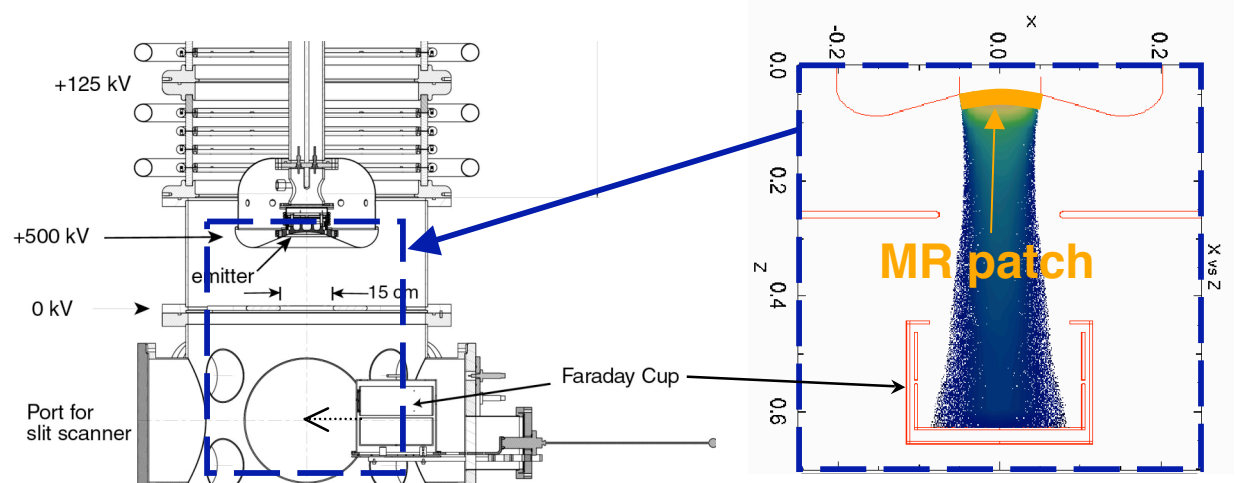 +125 kV
+500 kV
emitter
15 cm
0 kV
Faraday Cup
Port for
slit scanner
X
-0.2
0.0
0.2
0.0
0.2
0.4
0.6
Z
X vs Z
MR patch